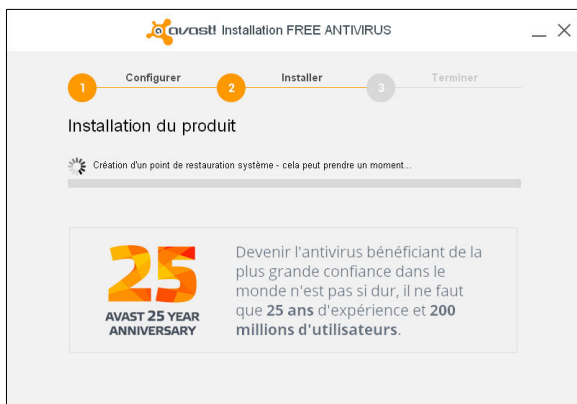 avast! Installation FREE ANTIVIRUS
Configurer Installer Terminer
1 2 3
Installation du produit
Création d'un point de restauration système - cela peut prendre un moment...
25
AVAST 25 YEAR
ANNIVERSARY
Devenir l'antivirus bénéficiant de la
plus grande confiance dans le
monde n'est pas si dur, il ne faut
que 25 ans d'expérience et 200
millions d'utilisateurs.